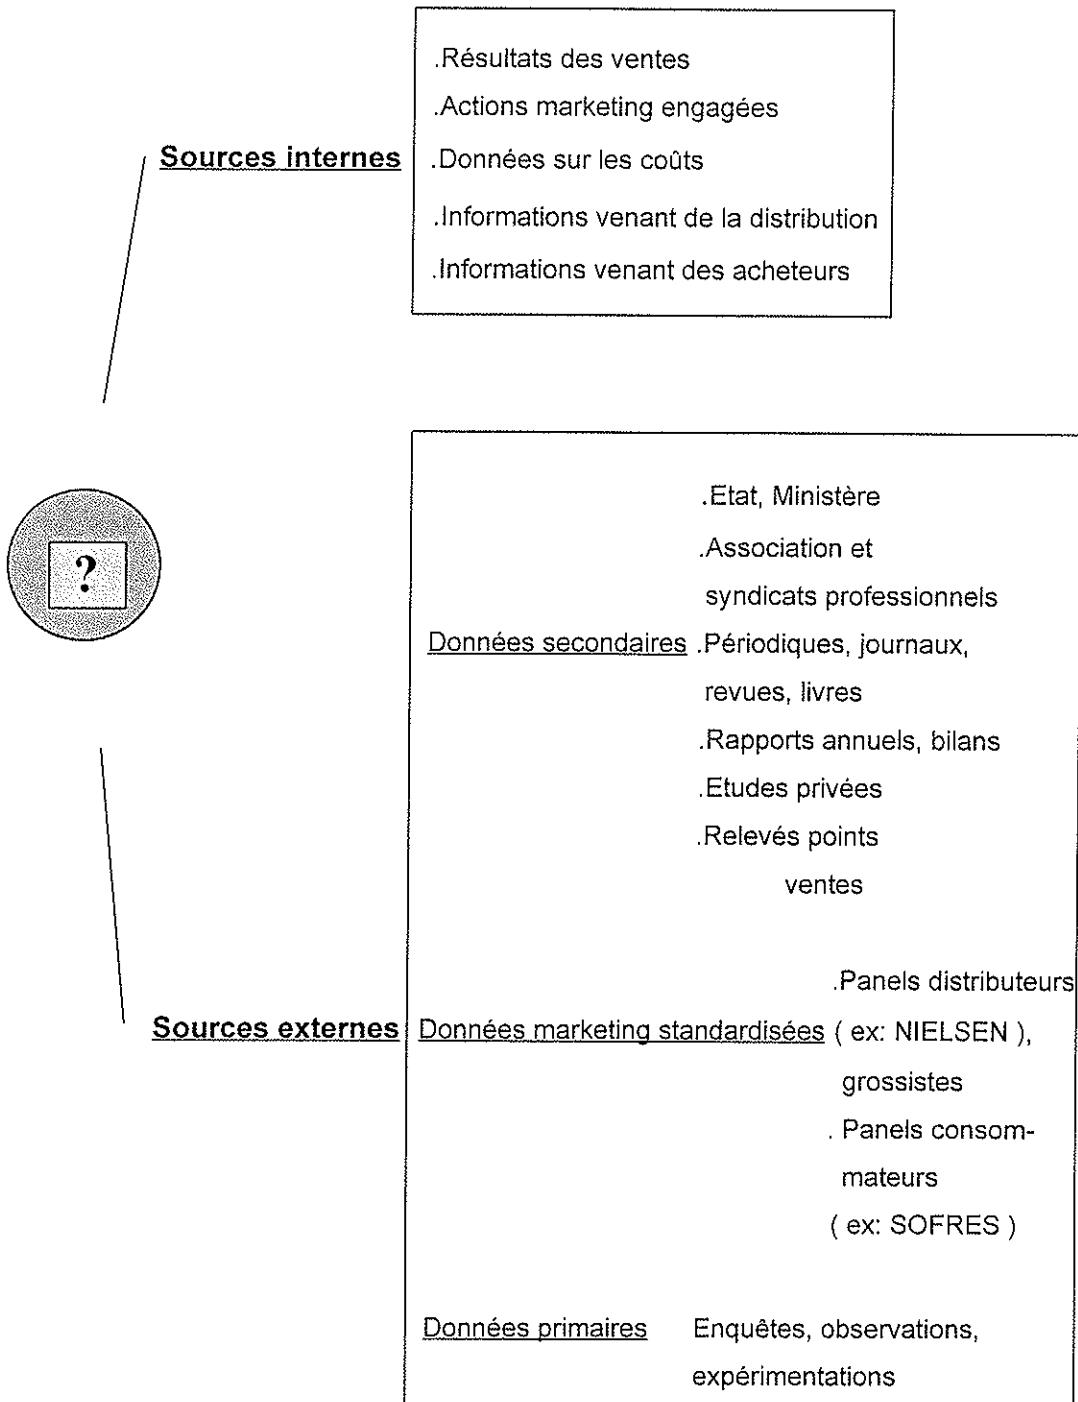 .Résultats des ventes
.Actions marketing engagées
Sources internes .Données sur les coûts
.Informations venant de la distribution
.Informations venant des acheteurs
.Etat, Ministère
?
.Association et
syndicats professionnels
Données secondaires .Périodiques, journaux,
revues, livres
.Rapports annuels, bilans
.Etudes privées
.Relevés points
ventes
.Panels distributeurs
Sources externes Données marketing standardisées ( ex: NIELSEN ),
grossistes
. Panels consom-
mateurs
( ex: SOFRES )
Données primaires Enquêtes, observations,
expérimentations